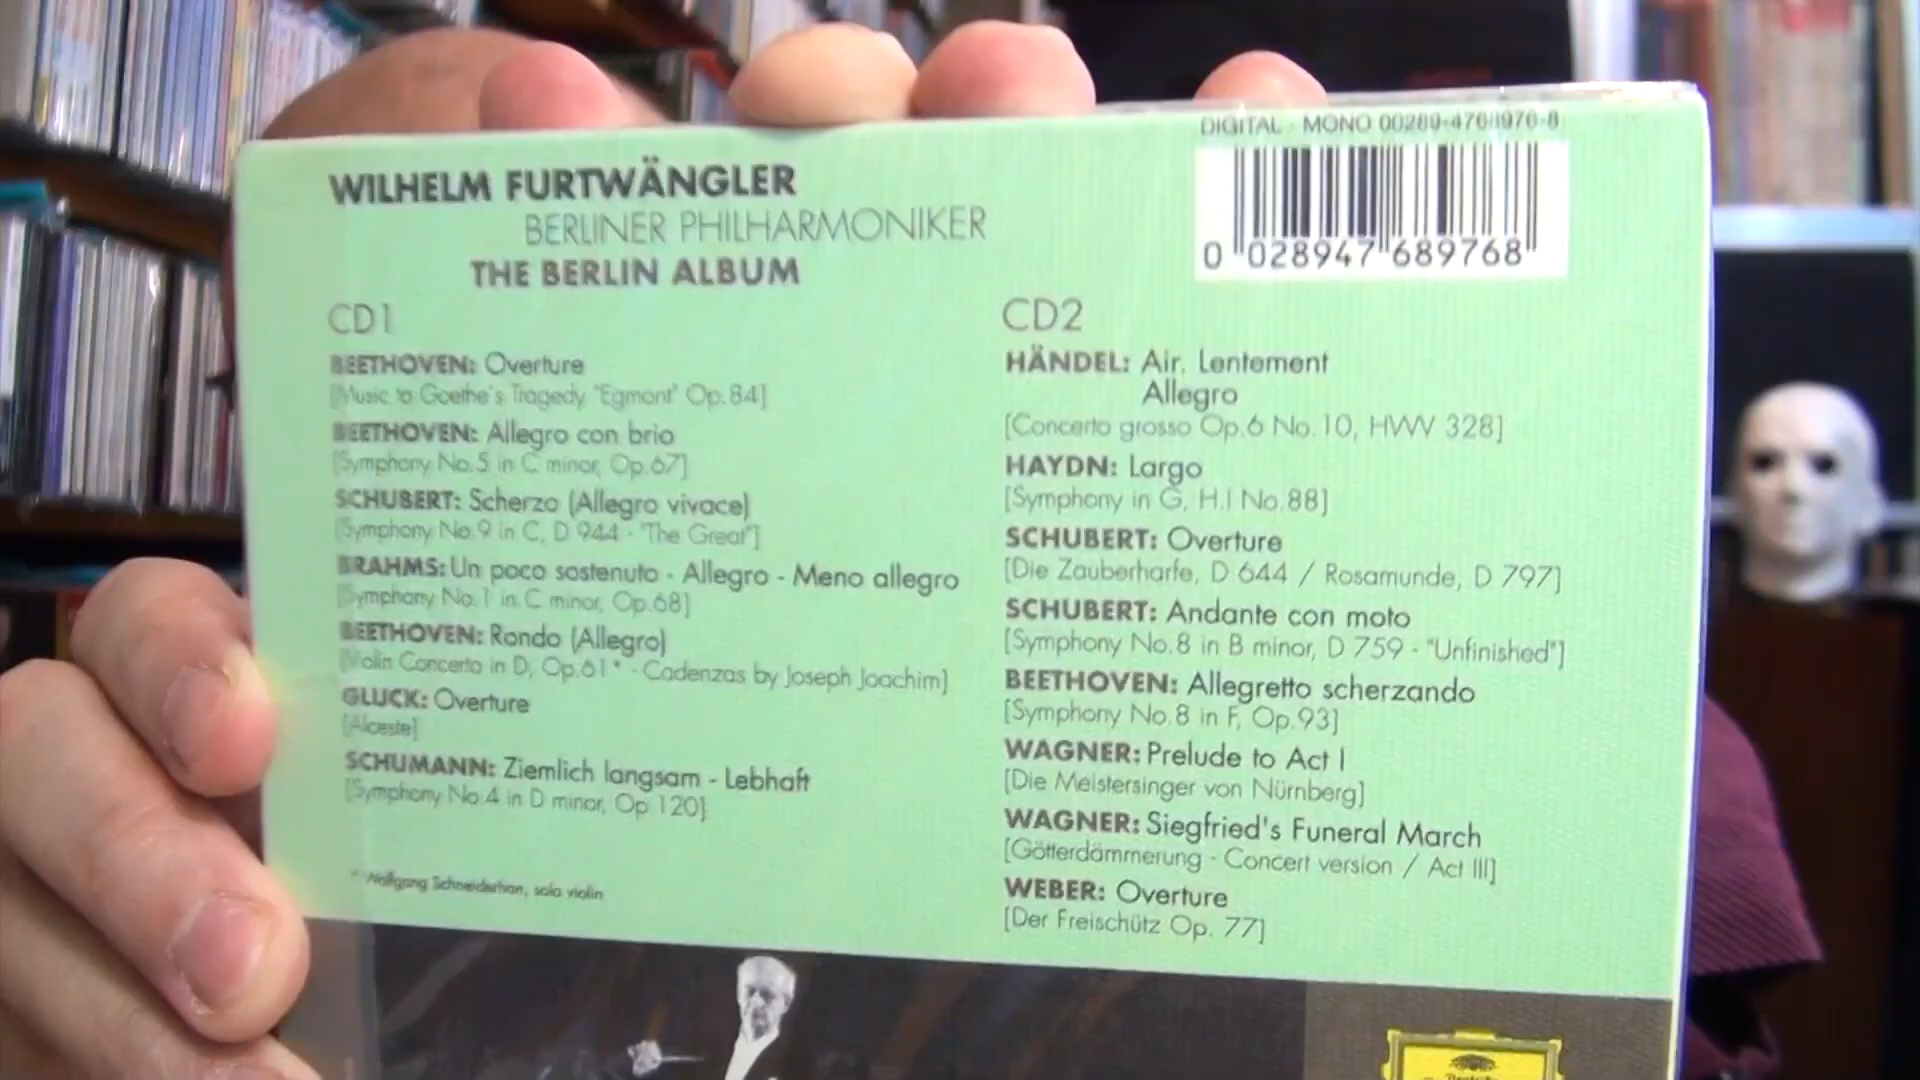 DIGITAL · MONO 00289-4768976-8
WILHELM FURTWÄNGLER
BERLINER PHILHARMONIKER
THE BERLIN ALBUM
0 028947 689768
CD1
BEETHOVEN: Overture
[Music to Goethe's Tragedy "Egmont" Op.84]
BEETHOVEN: Allegro con brio
[Symphony No.5 in C minor, Op.67]
SCHUBERT: Scherzo (Allegro vivace)
[Symphony No.9 in C, D 944 - "The Great"]
BRAHMS: Un poco sostenuto - Allegro - Meno allegro
[Symphony No.1 in C minor, Op.68]
BEETHOVEN: Rondo (Allegro)
[Violin Concerto in D, Op.61* - Cadenzas by Joseph Joachim]
GLUCK: Overture
[Alceste]
SCHUMANN: Ziemlich langsam - Lebhaft
[Symphony No.4 in D minor, Op 120]
* Wolfgang Schneiderhan, solo violin
CD2
HÄNDEL: Air. Lentement
Allegro
[Concerto grosso Op.6 No.10, HWV 328]
HAYDN: Largo
[Symphony in G, H.I No.88]
SCHUBERT: Overture
[Die Zauberharfe, D 644 / Rosamunde, D 797]
SCHUBERT: Andante con moto
[Symphony No.8 in B minor, D 759 - "Unfinished"]
BEETHOVEN: Allegretto scherzando
[Symphony No.8 in F, Op.93]
WAGNER: Prelude to Act I
[Die Meistersinger von Nürnberg]
WAGNER: Siegfried's Funeral March
[Götterdämmerung - Concert version / Act III]
WEBER: Overture
[Der Freischütz Op. 77]